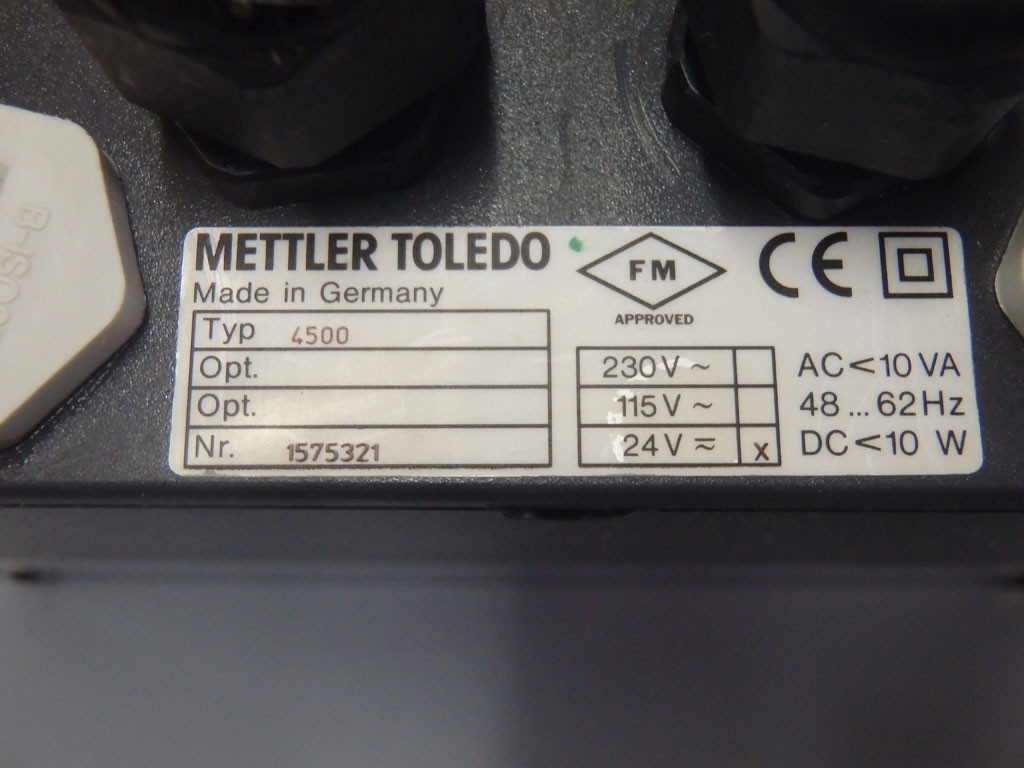 METTLER TOLEDO
Made in Germany
Typ 4500
Opt.
Opt.
Nr. 1575321
FM
APPROVED
CE
230V ~
115V ~
24V ≂ x
AC<10 VA
48 ... 62Hz
DC<10 W